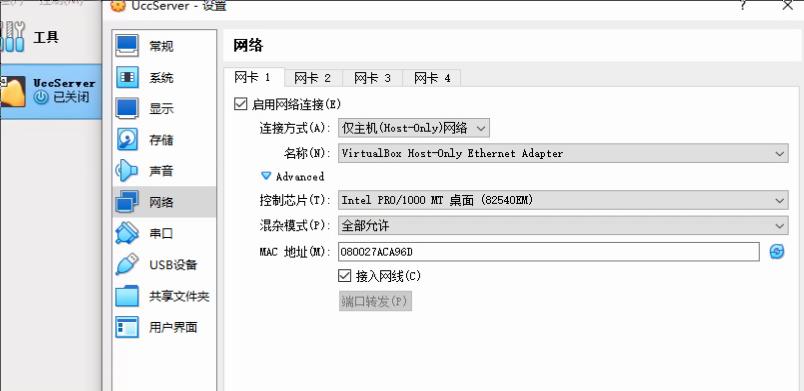 UccServer - 设置
?
工具
UccServer
已关闭
常规
系统
显示
存储
声音
网络
串口
USB设备
共享文件夹
用户界面
网络
网卡 1
网卡 2
网卡 3
网卡 4
启用网络连接(E)
连接方式(A): 仅主机(Host-Only)网络
名称(N): VirtualBox Host-Only Ethernet Adapter
Advanced
控制芯片(T): Intel PRO/1000 MT 桌面 (82540EM)
混杂模式(P): 全部允许
MAC 地址(M): 080027ACA96D
接入网线(C)
端口转发(P)